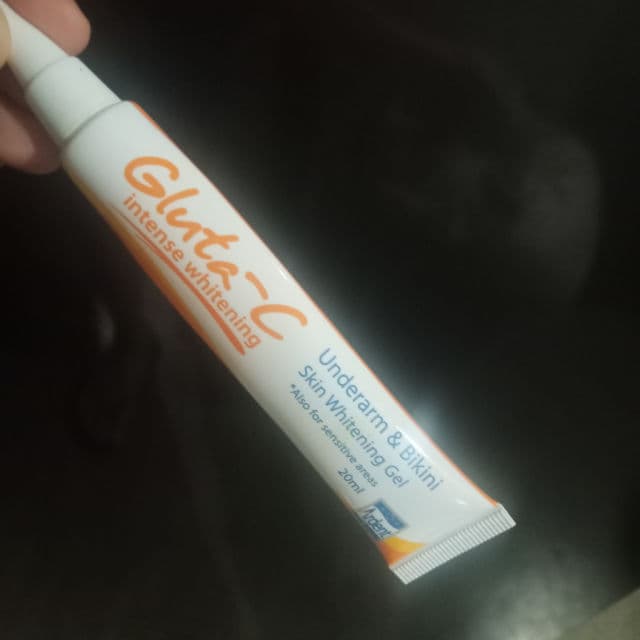 Gluta-C
intense whitening
Underarm & Bikini
Skin Whitening Gel
*Also for sensitive areas
20ml